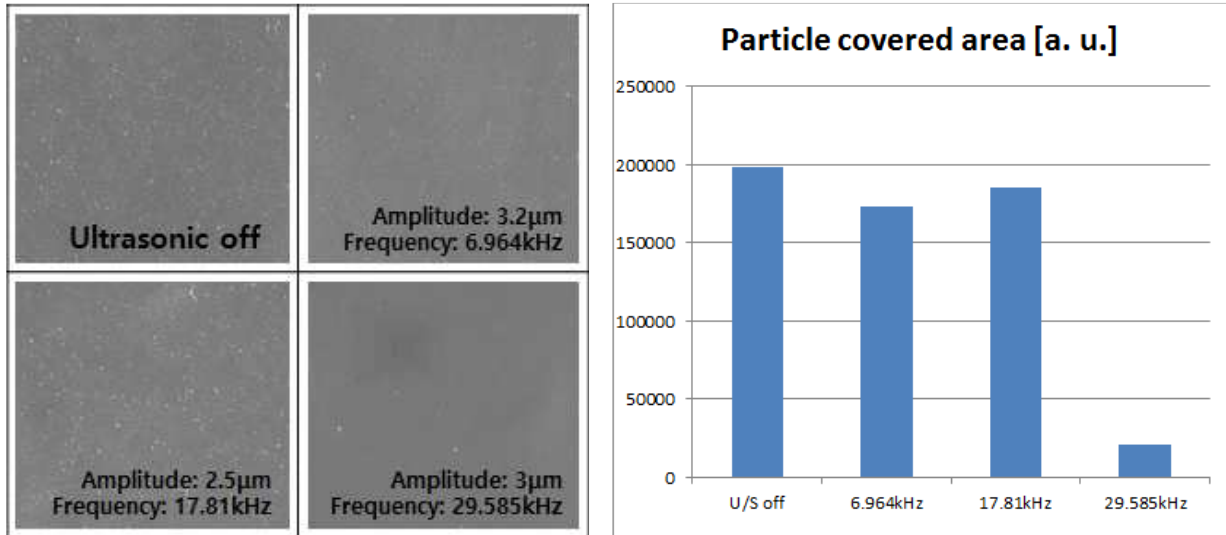 Ultrasonic off
Amplitude: 3.2μm
Frequency: 6.964kHz
Amplitude: 2.5μm
Frequency: 17.81kHz
Amplitude: 3μm
Frequency: 29.585kHz
Particle covered area [a. u.]
250000
200000
150000
100000
50000
0
U/S off 6.964kHz 17.81kHz 29.585kHz